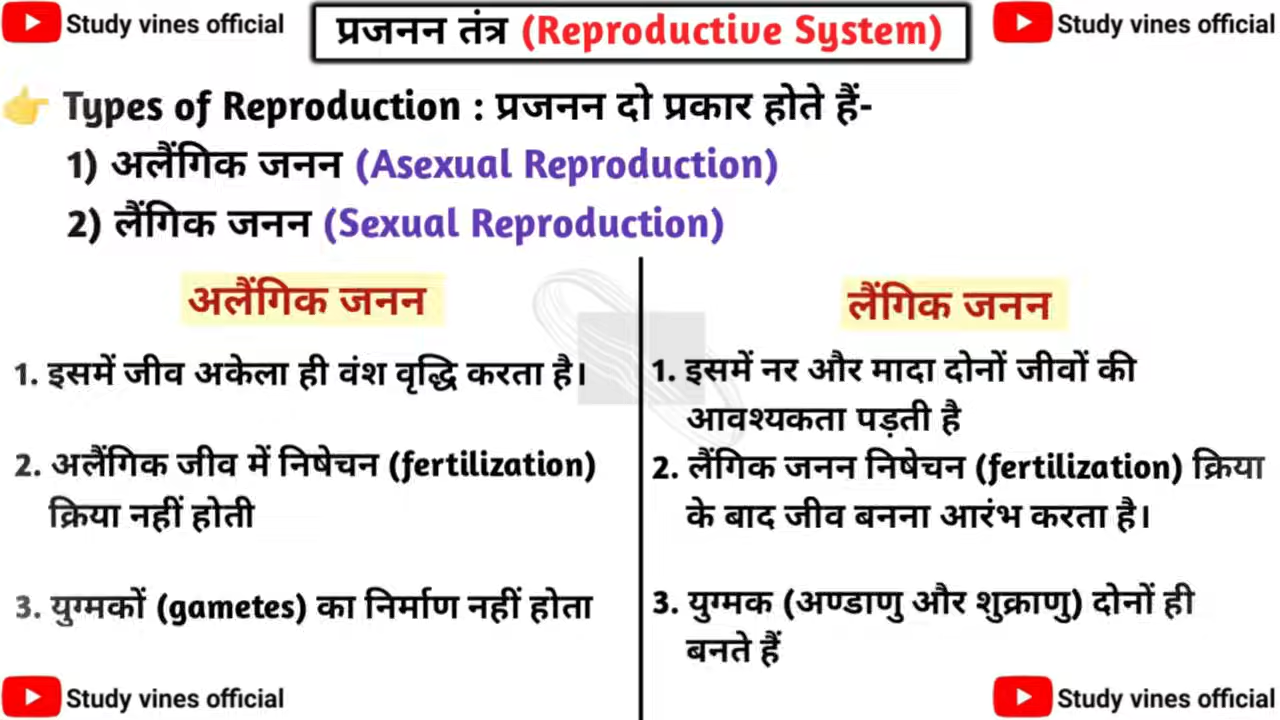 Study vines official
प्रजनन तंत्र (Reproductive System)
Study vines official
👉 Types of Reproduction : प्रजनन दो प्रकार होते हैं-
1) अलैंगिक जनन (Asexual Reproduction)
2) लैंगिक जनन (Sexual Reproduction)
अलैंगिक जनन
1. इसमें जीव अकेला ही वंश वृद्धि करता है।
2. अलैंगिक जीव में निषेचन (fertilization)
क्रिया नहीं होती
3. युग्मकों (gametes) का निर्माण नहीं होता
लैंगिक जनन
1. इसमें नर और मादा दोनों जीवों की
आवश्यकता पड़ती है
2. लैंगिक जनन निषेचन (fertilization) क्रिया
के बाद जीव बनना आरंभ करता है।
3. युग्मक (अण्डाणु और शुक्राणु) दोनों ही
बनते हैं
Study vines official
Study vines official